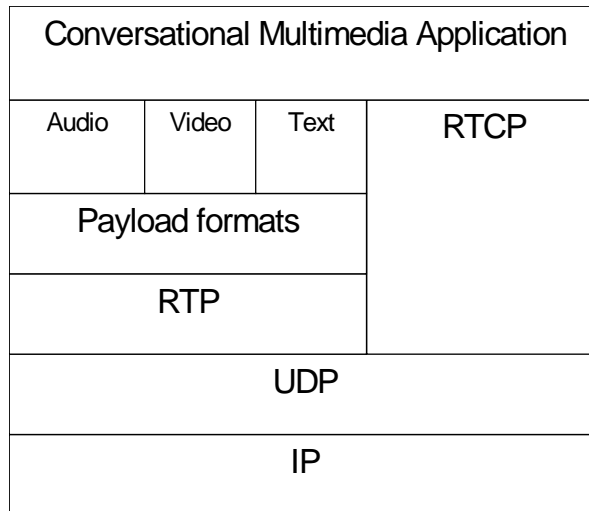 Conversational Multimedia Application
Audio Video Text RTCP
Payload formats
RTP
UDP
IP